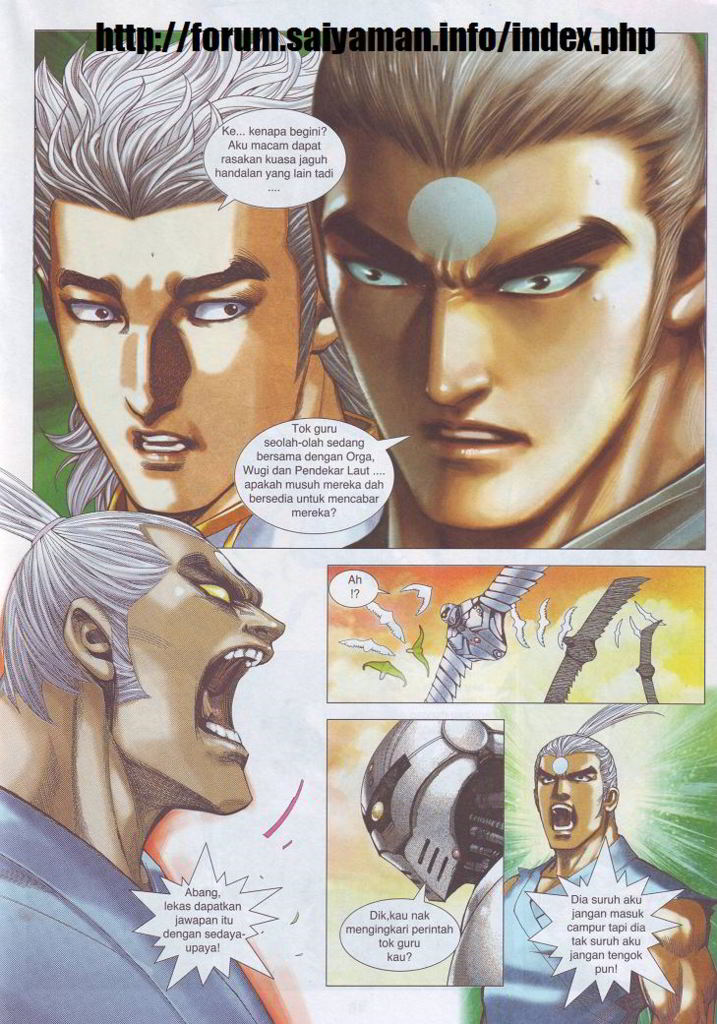 http://forum.saiyaman.info/index.php
Ke... kenapa begini?
Aku macam dapat
rasakan kuasa jaguh
handalan yang lain tadi
....
Tok guru
seolah-olah sedang
bersama dengan Orga,
Wugi dan Pendekar Laut ....
apakah musuh mereka dah
bersedia untuk mencabar
mereka?
Ah
!?
Abang,
lekas dapatkan
jawapan itu
dengan sedaya-
upaya!
Dik,kau nak
mengingkari perintah
tok guru
kau?
Dia suruh aku
jangan masuk
campur tapi dia
tak suruh aku
jangan tengok
pun!